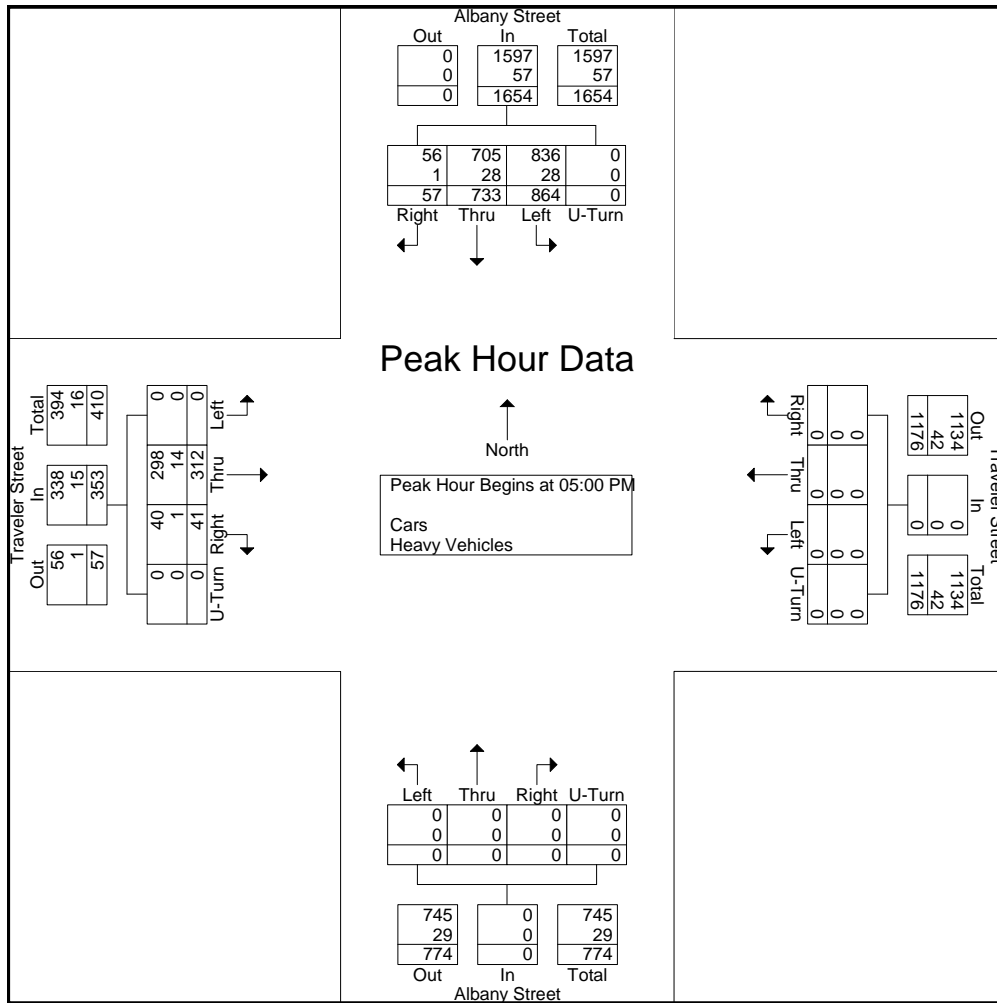 Albany Street
Out In Total
0 1597 1597
0 57 57
0 1654 1654
56 705 836 0
1 28 28 0
57 733 864 0
Right Thru Left U-Turn
Peak Hour Data
North
Peak Hour Begins at 05:00 PM
Cars
Heavy Vehicles
Traveler Street
Total In Out
394 338 56
16 15 1
410 353 57
0 298 40 0
0 14 1 0
0 312 41 0
Left Thru Right U-Turn
Traveler Street
Out In Total
1134 0 1134
42 0 42
1176 0 1176
0 0 0 0
0 0 0 0
0 0 0 0
Right Thru Left U-Turn
Left Thru Right U-Turn
0 0 0 0
0 0 0 0
0 0 0 0
745 0 745
29 0 29
774 0 774
Out In Total
Albany Street